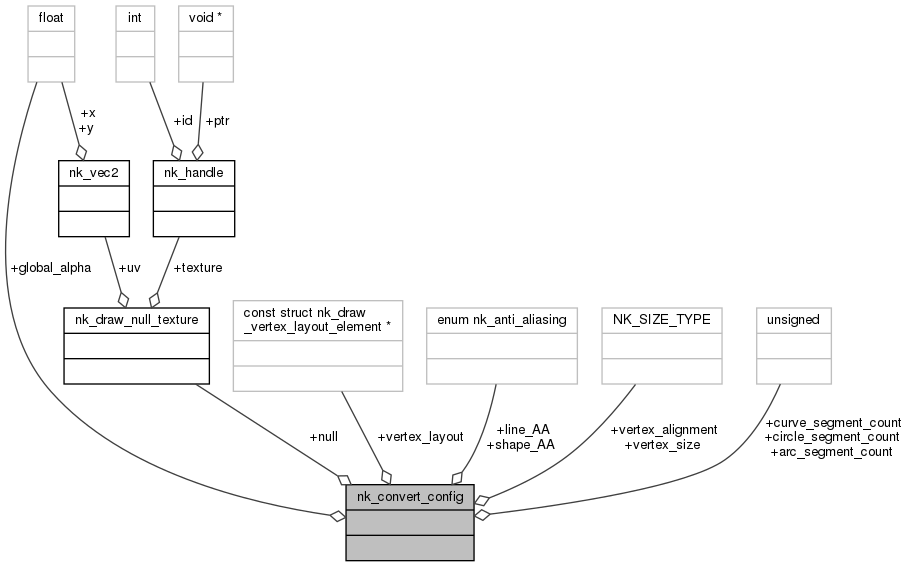 float
int
void *
+x
+y
+id
+ptr
nk_vec2
nk_handle
+global_alpha
+uv
+texture
nk_draw_null_texture
const struct nk_draw
_vertex_layout_element *
enum nk_anti_aliasing
NK_SIZE_TYPE
unsigned
+null
+vertex_layout
+line_AA
+shape_AA
+vertex_alignment
+vertex_size
+curve_segment_count
+circle_segment_count
+arc_segment_count
nk_convert_config